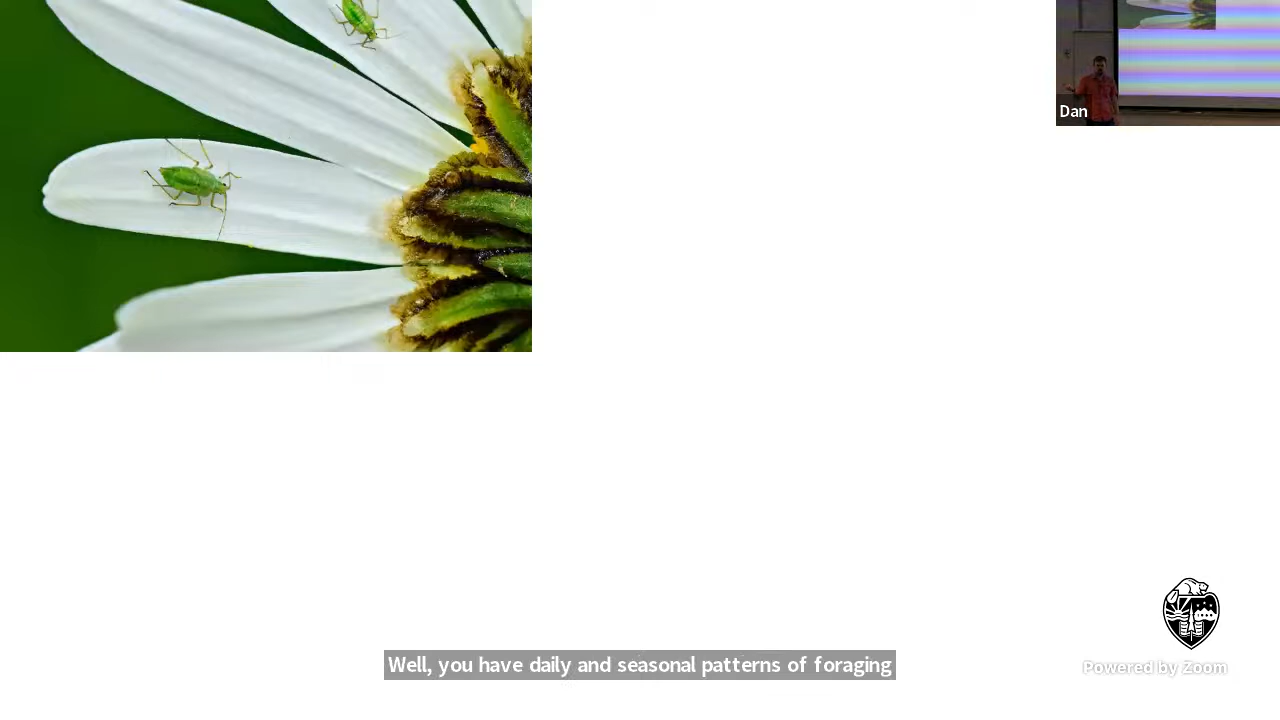 Dan
Well, you have daily and seasonal patterns of foraging
Powered by Zoom